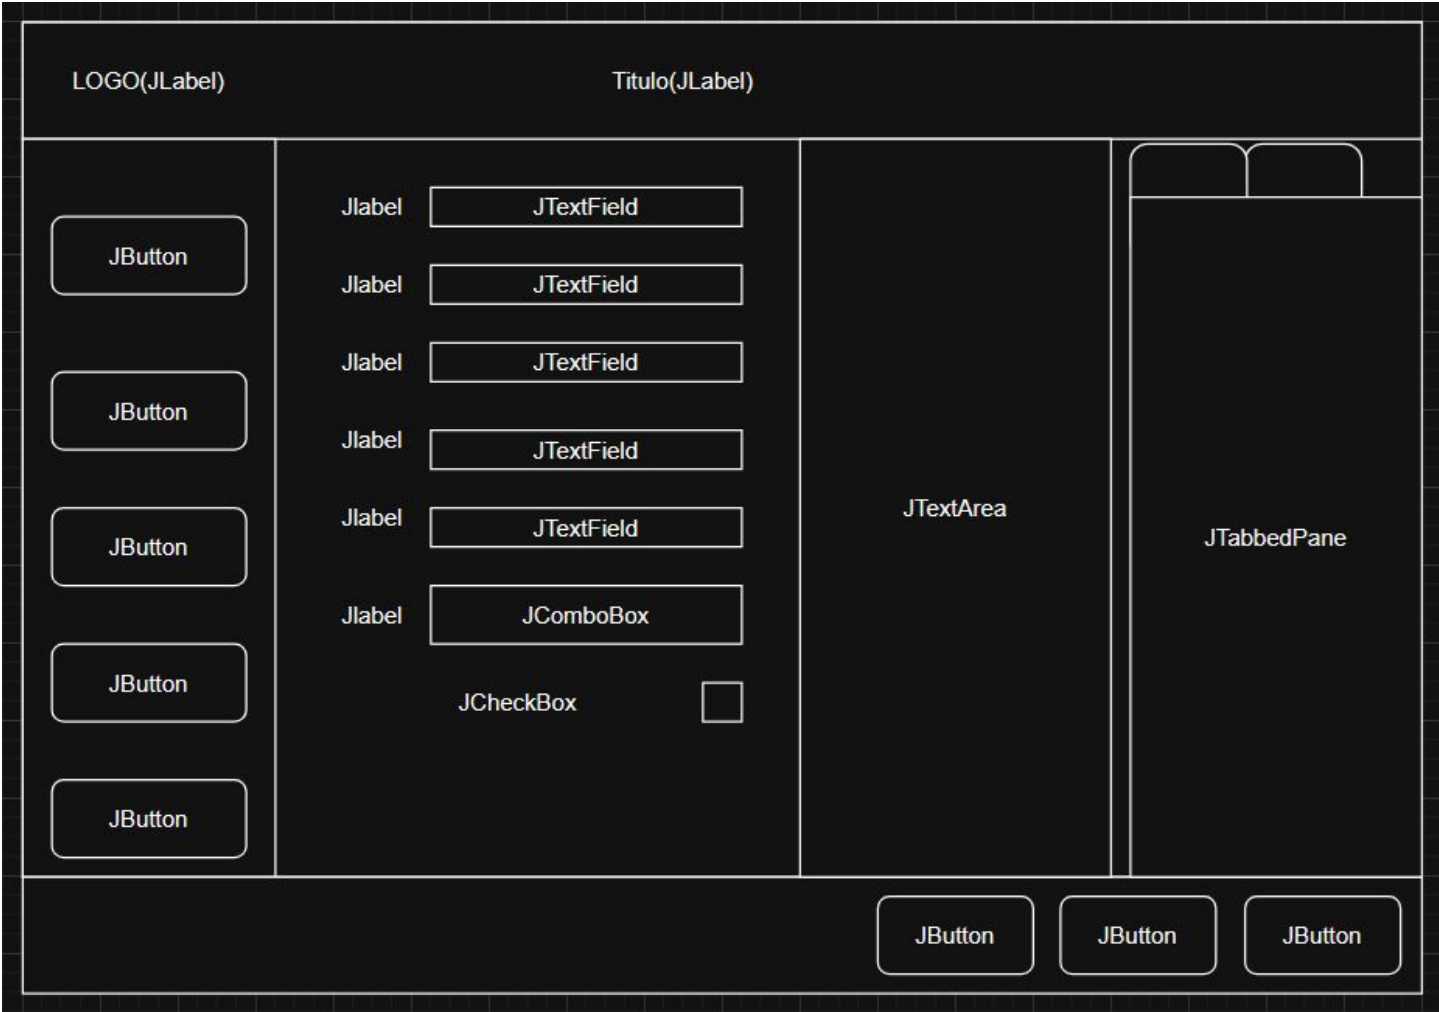 LOGO(JLabel)
Titulo(JLabel)
JButton
JButton
JButton
JButton
JButton
Jlabel JTextField
Jlabel JTextField
Jlabel JTextField
Jlabel JTextField
Jlabel JTextField
Jlabel JComboBox
JCheckBox
JTextArea
JTabbedPane
JButton
JButton
JButton